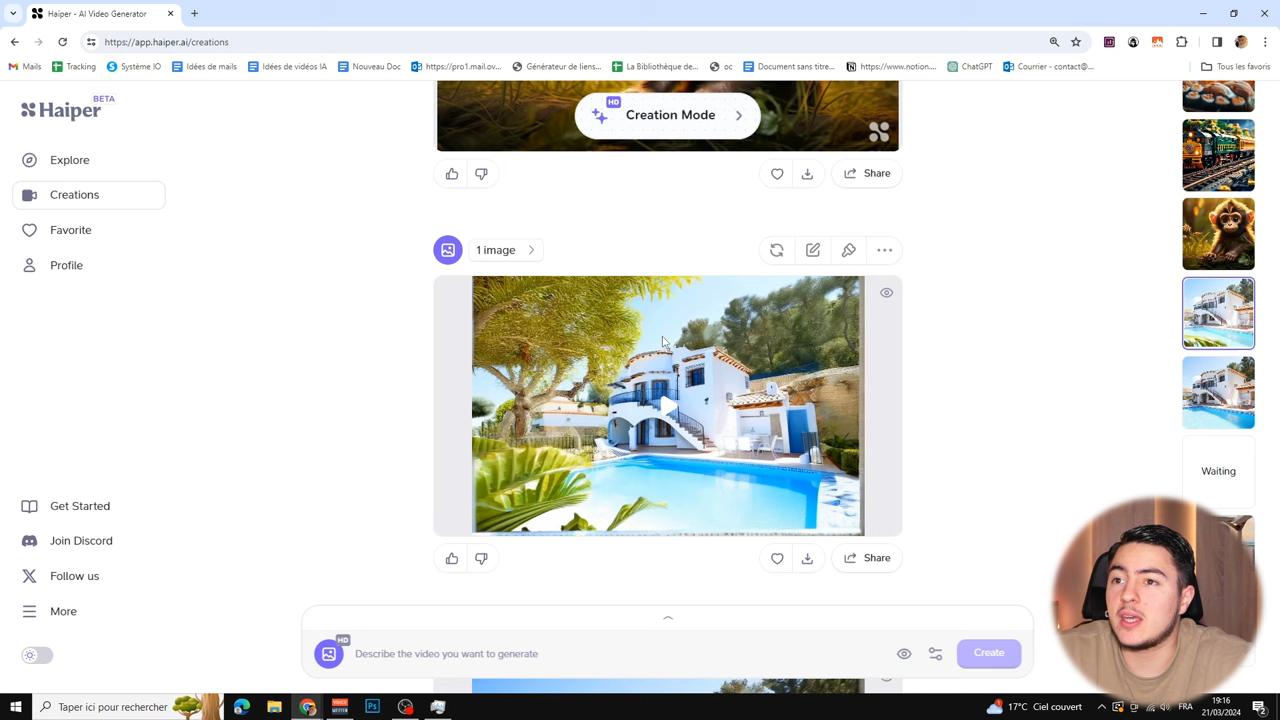 Haiper - AI Video Generator
https://app.haiper.ai/creations
Mails
Tracking
Système IO
Idées de mails
Idées de vidéos IA
Nouveau Doc
https://pro1.mail.ov...
Générateur de liens...
La Bibliothèque de...
oc
Document sans titre...
https://www.notion...
ChatGPT
Courrier - contact@...
Tous les favoris
Haiper
BETA
Explore
Creations
Favorite
Profile
Get Started
Join Discord
Follow us
More
HD
Creation Mode
Share
1 image
Share
HD
Describe the video you want to generate
Create
Waiting
Taper ici pour rechercher
17°C Ciel couvert
FRA
19:16
21/03/2024
2